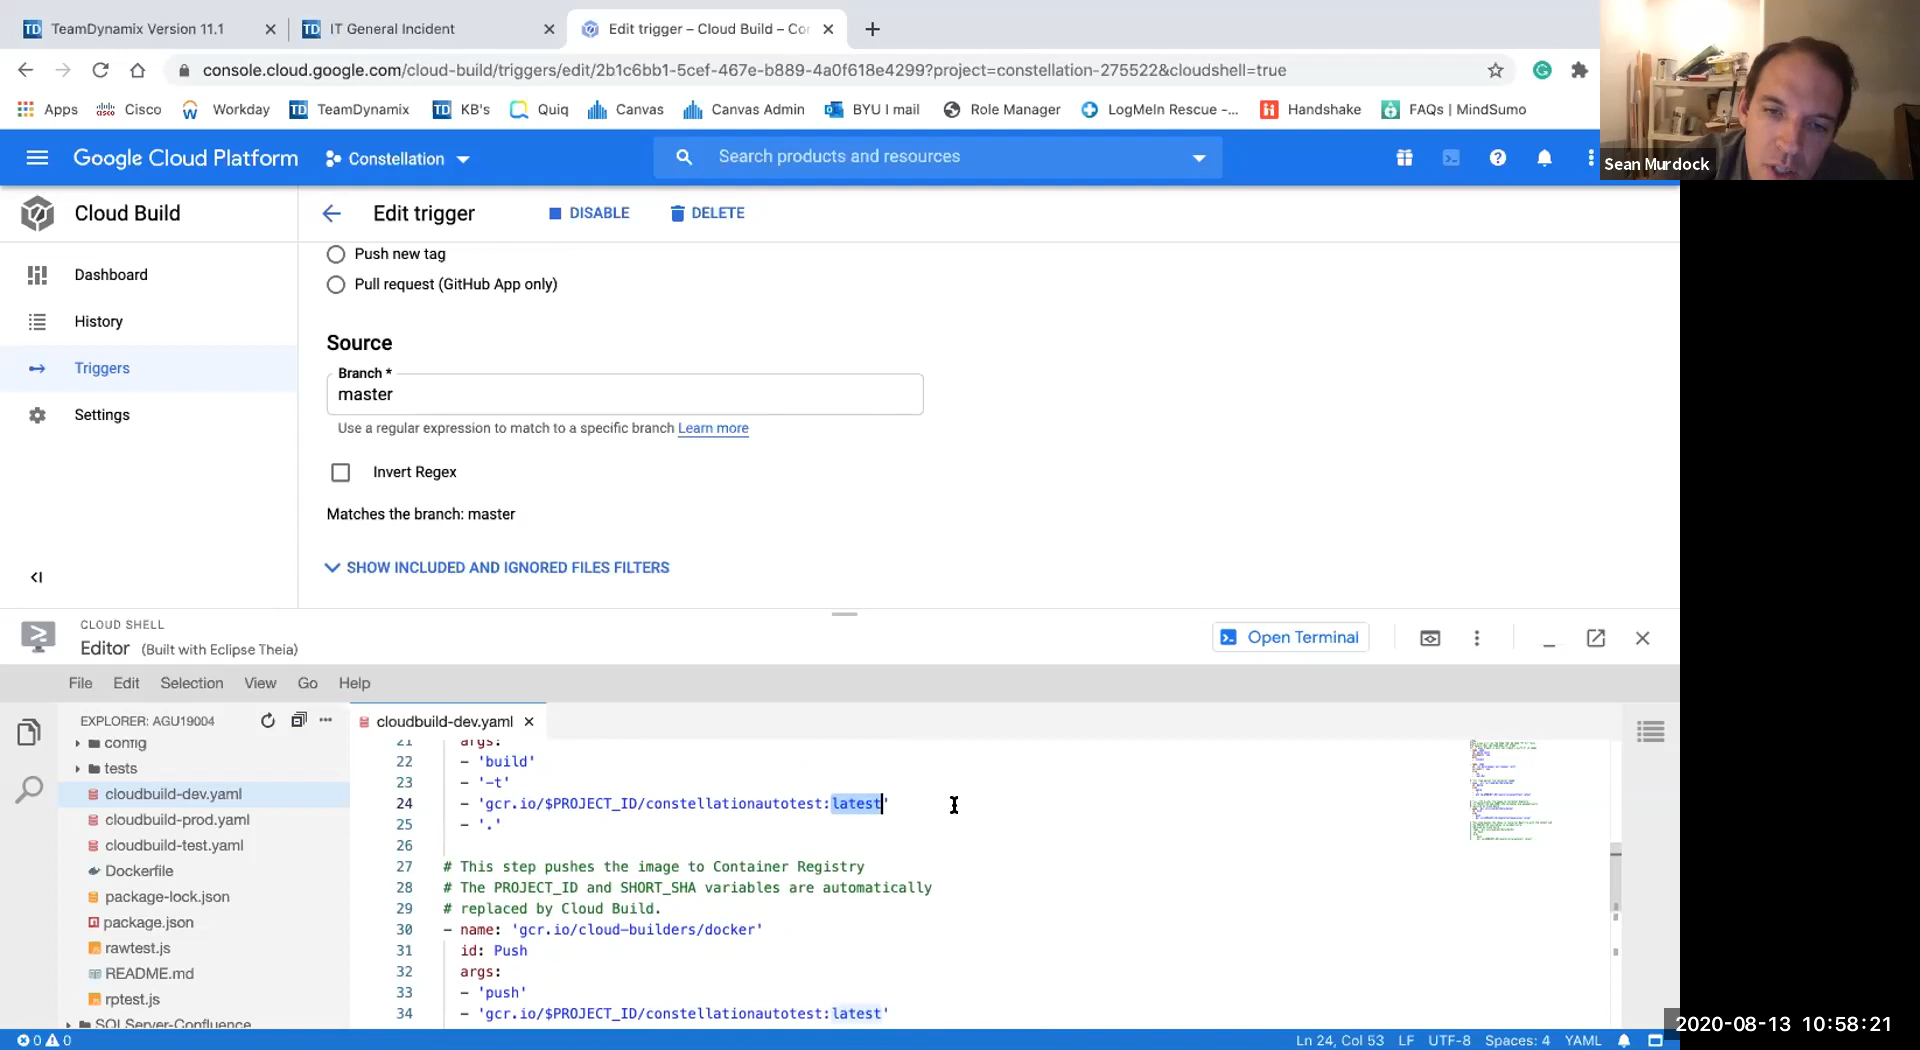 TD TeamDynamix Version 11.1
TD IT General Incident
Edit trigger – Cloud Build – Co
console.cloud.google.com/cloud-build/triggers/edit/2b1c6bb1-5cef-467e-b889-4a0f618e4299?project=constellation-275522&cloudshell=true
Apps Cisco Workday TD TeamDynamix TD KB's Quiq Canvas Canvas Admin BYU I mail Role Manager LogMeIn Rescue -... Handshake FAQs | MindSumo
Google Cloud Platform Constellation Search products and resources
Sean Murdock
Cloud Build
Edit trigger DISABLE DELETE
Dashboard
History
Triggers
Settings
Push new tag
Pull request (GitHub App only)
Source
Branch *
master
Use a regular expression to match to a specific branch Learn more
Invert Regex
Matches the branch: master
SHOW INCLUDED AND IGNORED FILES FILTERS
CLOUD SHELL
Editor (Built with Eclipse Theia)
Open Terminal
File Edit Selection View Go Help
EXPLORER: AGU19004
config
tests
cloudbuild-dev.yaml
cloudbuild-prod.yaml
cloudbuild-test.yaml
Dockerfile
package-lock.json
package.json
rawtest.js
README.md
rptest.js
SQLServer-Confluence
cloudbuild-dev.yaml
21 args:
22 - 'build'
23 - '-t'
24 - 'gcr.io/$PROJECT_ID/constellationautotest:latest'
25 - '.'
26
27 # This step pushes the image to Container Registry
28 # The PROJECT_ID and SHORT_SHA variables are automatically
29 # replaced by Cloud Build.
30 - name: 'gcr.io/cloud-builders/docker'
31 id: Push
32 args:
33 - 'push'
34 - 'gcr.io/$PROJECT_ID/constellationautotest:latest'
0 0
Ln 24, Col 53 LF UTF-8 Spaces: 4 YAML
2020-08-13 10:58:21